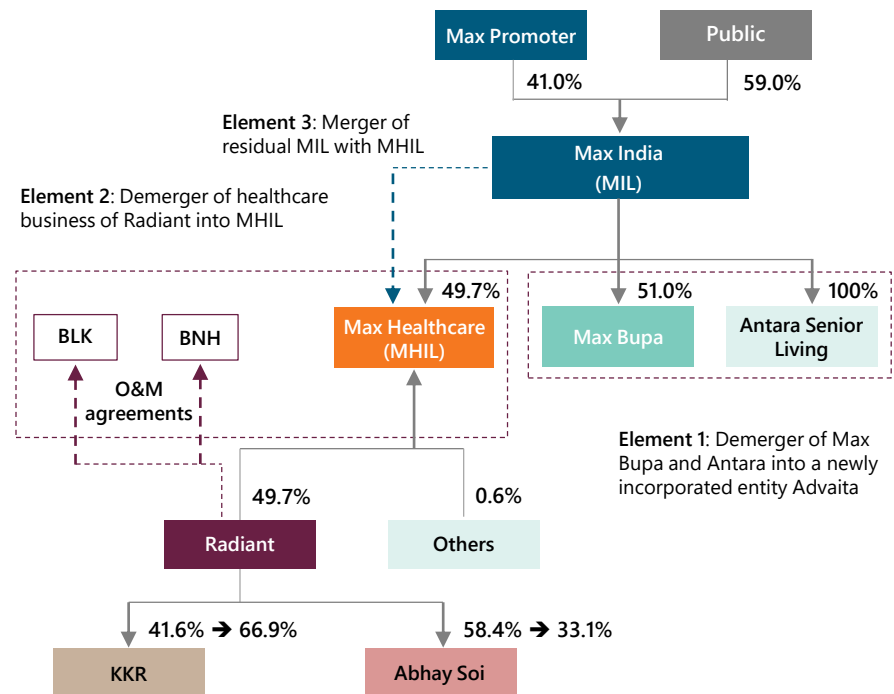 Max Promoter
Public
41.0%
59.0%
Element 3: Merger of
residual MIL with MHIL
Max India
(MIL)
Element 2: Demerger of healthcare
business of Radiant into MHIL
49.7%
51.0%
100%
BLK
BNH
Max Healthcare
(MHIL)
Max Bupa
Antara Senior
Living
O&M
agreements
Element 1: Demerger of Max
Bupa and Antara into a newly
incorporated entity Advaita
49.7%
0.6%
Radiant
Others
41.6% → 66.9%
58.4% → 33.1%
KKR
Abhay Soi